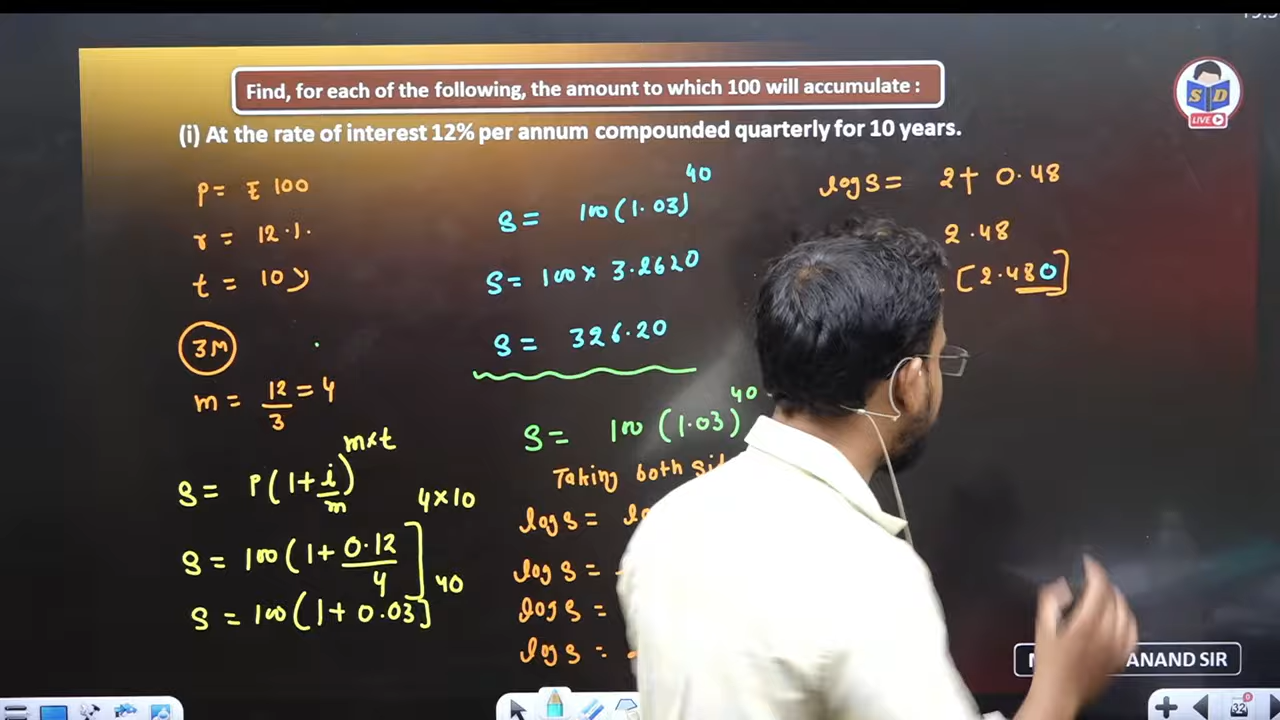 Find, for each of the following, the amount to which 100 will accumulate :
(i) At the rate of interest 12% per annum compounded quarterly for 10 years.
P = ₹ 100
r = 12 %
t = 10 y
3M
m = 12/3 = 4
S = P(1+i/m)^m×t
S = 100(1+0.12/4]^4×10
S = 100(1+0.03]^40
S = 100(1.03)^40
S = 100 × 3.2620
S = 326.20
S = 100 (1.03)^40
Taking both
log S =
log S =
log S =
log S =
log S = 2 + 0.48
2.48
[2.480]
SD
LIVE
ANAND SIR
32